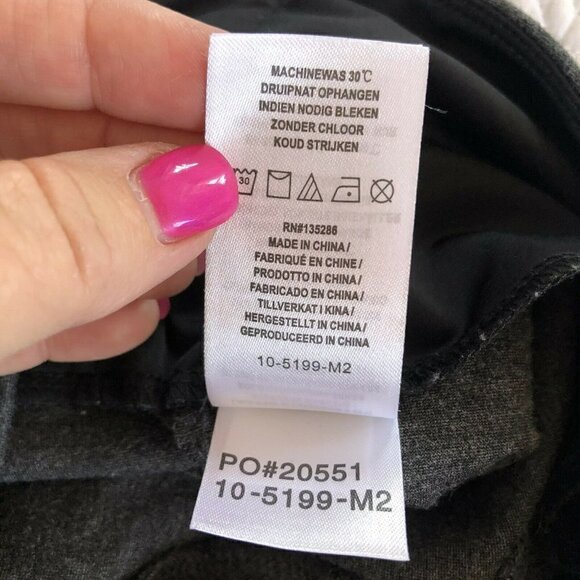 MACHINEWAS 30℃
DRUIPNAT OPHANGEN
INDIEN NODIG BLEKEN
ZONDER CHLOOR
KOUD STRIJKEN
30
RN#135286
MADE IN CHINA/
FABRIQUÉ EN CHINE/
PRODOTTO IN CHINA/
FABRICADO EN CHINA/
TILLVERKAT I KINA/
HERGESTELLT IN CHINA/
GEPRODUCEERD IN CHINA
10-5199-M2
PO#20551
10-5199-M2